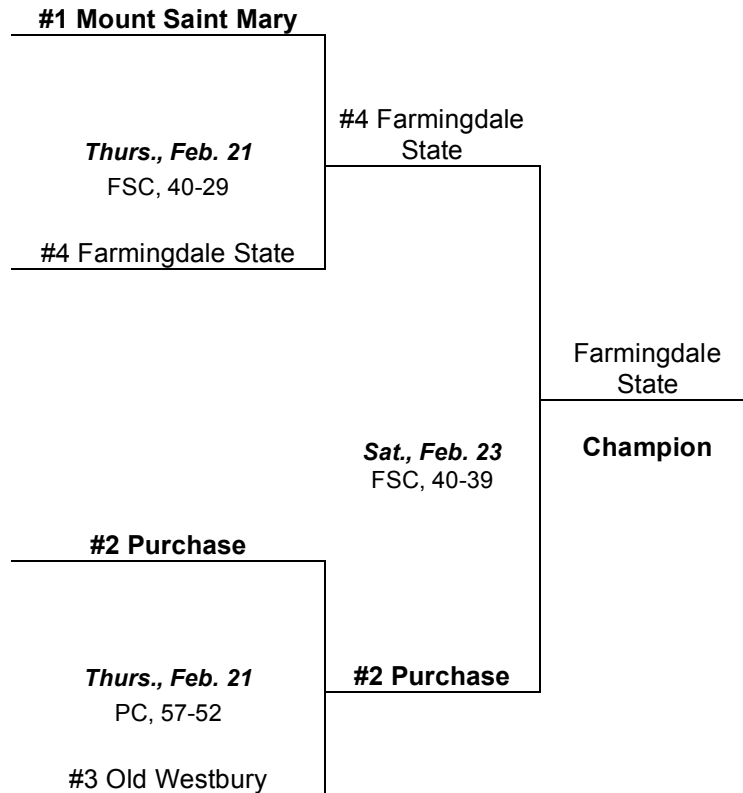 #1 Mount Saint Mary
Thurs., Feb. 21
FSC, 40-29
#4 Farmingdale State
#4 Farmingdale
State
Farmingdale
State
Champion
Sat., Feb. 23
FSC, 40-39
#2 Purchase
Thurs., Feb. 21
PC, 57-52
#3 Old Westbury
#2 Purchase